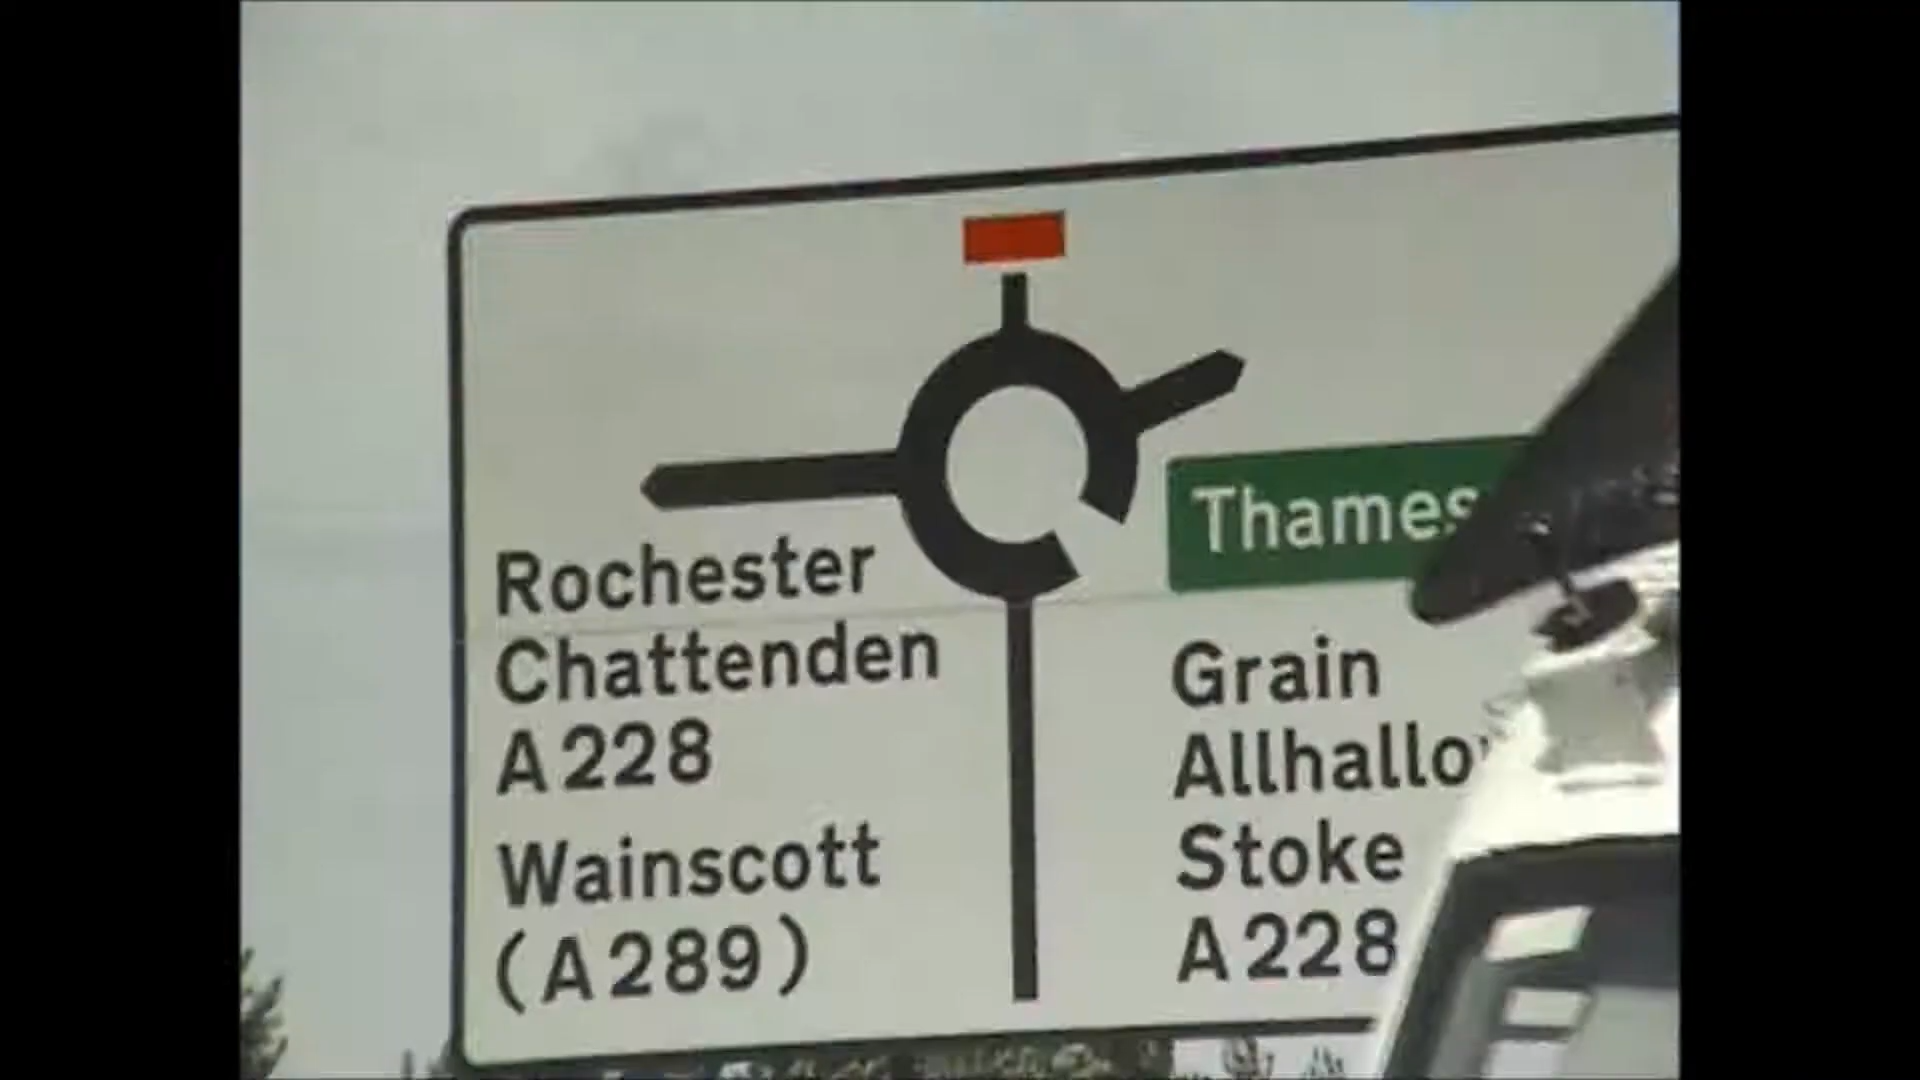 Rochester
Chattenden
A228
Wainscott
(A289)
Thames
Grain
Stoke
A228